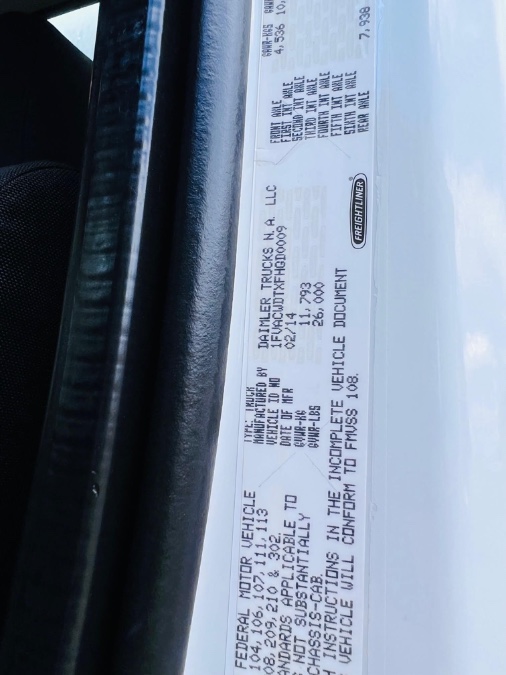 FEDERAL MOTOR VEHICLE
104, 106, 107, 111, 113
08, 209, 210 & 302.
ANDARDS APPLICABLE TO
S NOT SUBSTANTIALLY
CHASSIS-CAB.
H INSTRUCTIONS IN THE INCOMPLETE VEHICLE DOCUMENT
VEHICLE WILL CONFORM TO FMVSS 108.
TYPE: TRUCK
MANUFACTURED BY DAIMLER TRUCKS N.A. LLC
VEHICLE ID NO 1FVACWDTXFHGD0009
DATE OF MFR 02/14
GVWR-KG 11,793
GVWR-LBS 26,000
FREIGHTLINER
GAWR-KGS
FRONT AXLE 4,536 10,
FIRST INT AXLE
SECOND INT AXLE
THIRD INT AXLE
FOURTH INT AXLE
FIFTH INT AXLE
SIXTH INT AXLE
REAR AXLE 7,938